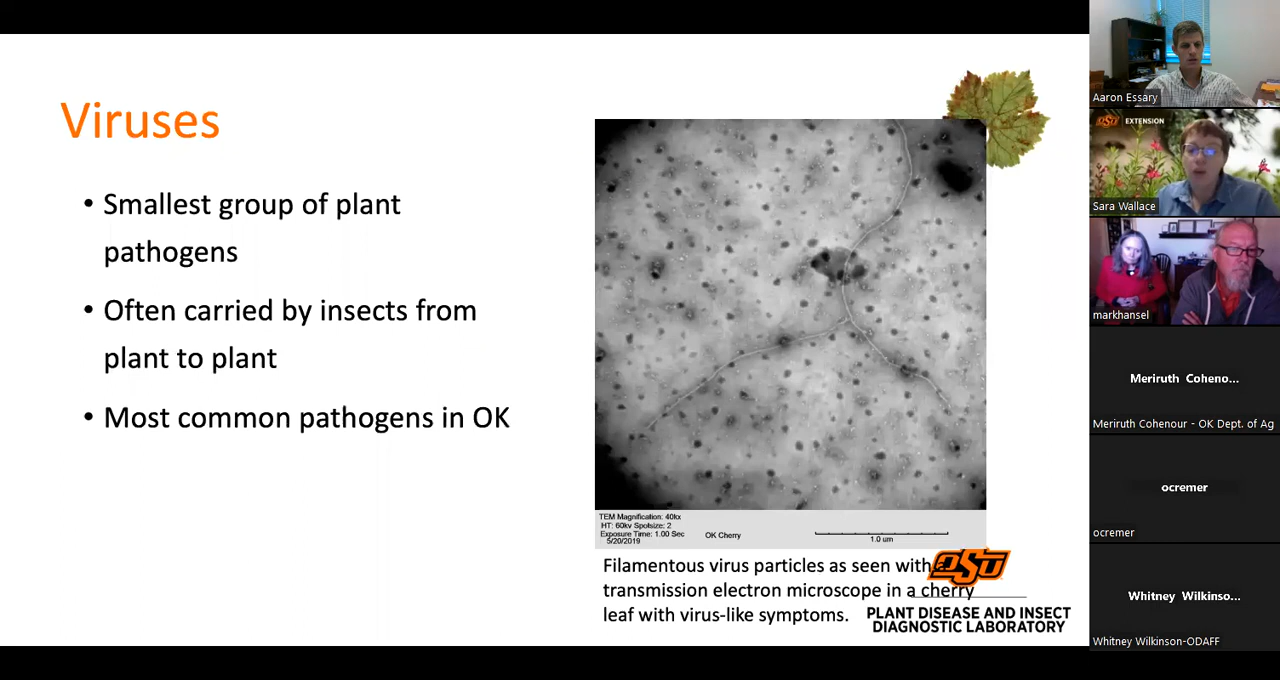 Viruses
• Smallest group of plant
pathogens
• Often carried by insects from
plant to plant
• Most common pathogens in OK
TEM Magnification: 40kx
HT: 60kv Spotsize: 2
Exposure Time: 1.00 Sec
5/20/2019
OK Cherry
1.0 um
Filamentous virus particles as seen with a
transmission electron microscope in a cherry
leaf with virus-like symptoms.
OSU
PLANT DISEASE AND INSECT
DIAGNOSTIC LABORATORY
Aaron Essary
OSU EXTENSION
Sara Wallace
markhansel
Meriruth Coheno...
Meriruth Cohenour - OK Dept. of Ag
ocremer
ocremer
Whitney Wilkinso...
Whitney Wilkinson-ODAFF